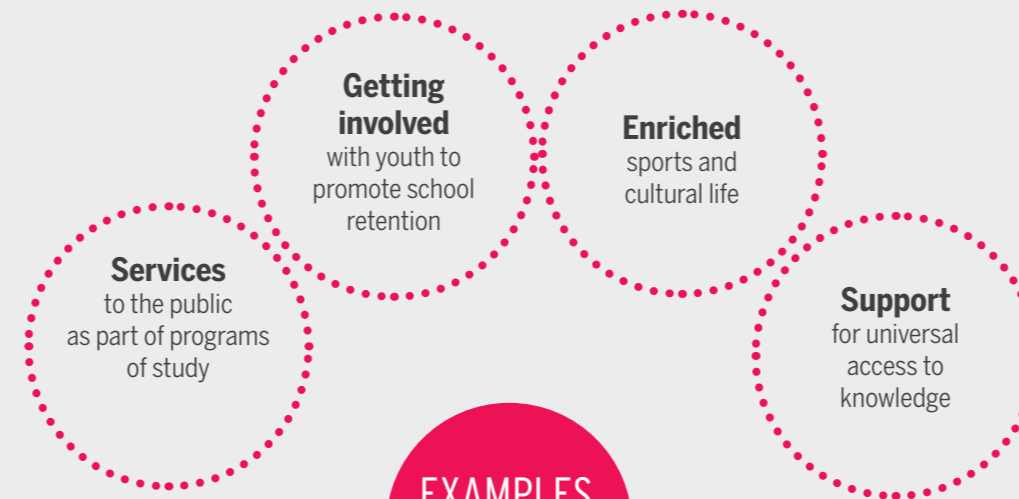 Getting
involved
with youth to
promote school
retention
Enriched
sports and
cultural life
Services
to the public
as part of programs
of study
Support
for universal
access to
knowledge
EXAMPLES